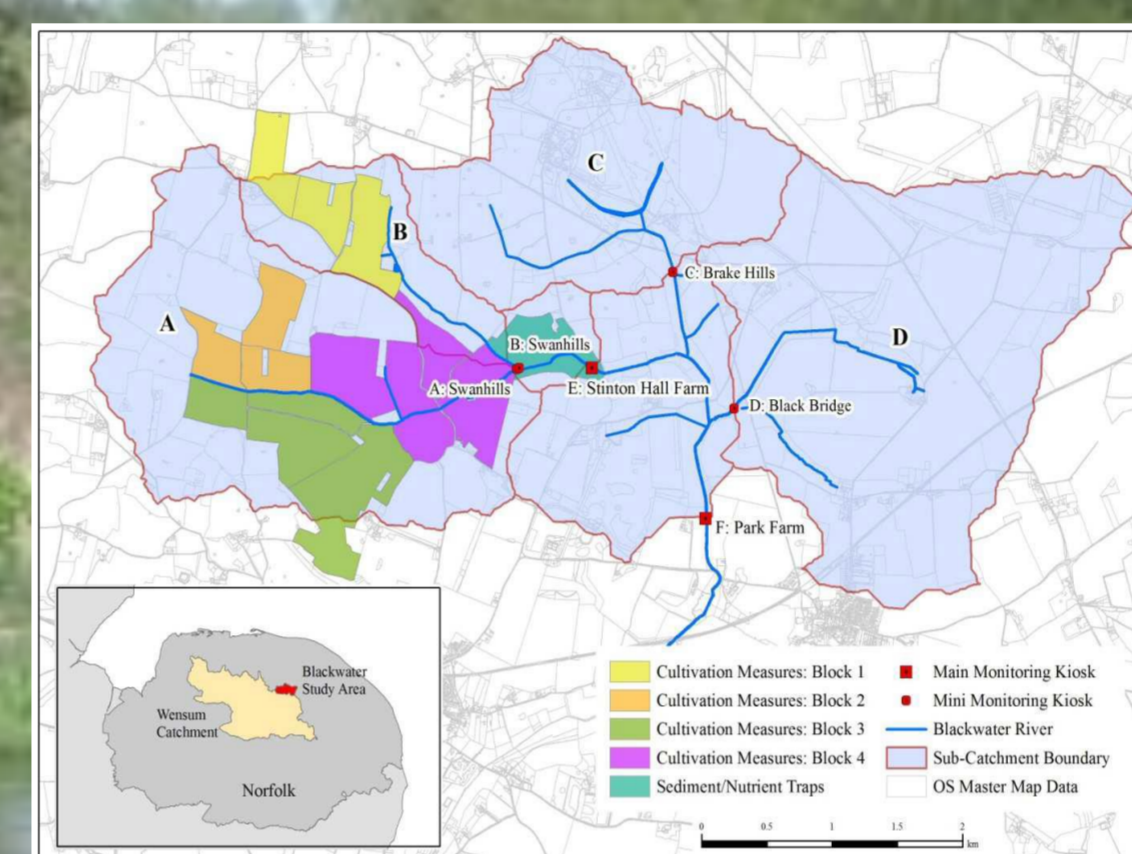 C
B
C: Brake Hills
A
B: Swanhills
D
A: Swanhills
E: Stinton Hall Farm
D: Black Bridge
F: Park Farm
Blackwater
Study Area
Wensum
Catchment
Norfolk
Cultivation Measures: Block 1
Cultivation Measures: Block 2
Cultivation Measures: Block 3
Cultivation Measures: Block 4
Sediment/Nutrient Traps
Main Monitoring Kiosk
Mini Monitoring Kiosk
Blackwater River
Sub-Catchment Boundary
OS Master Map Data
0 0.5 1 1.5 2
km